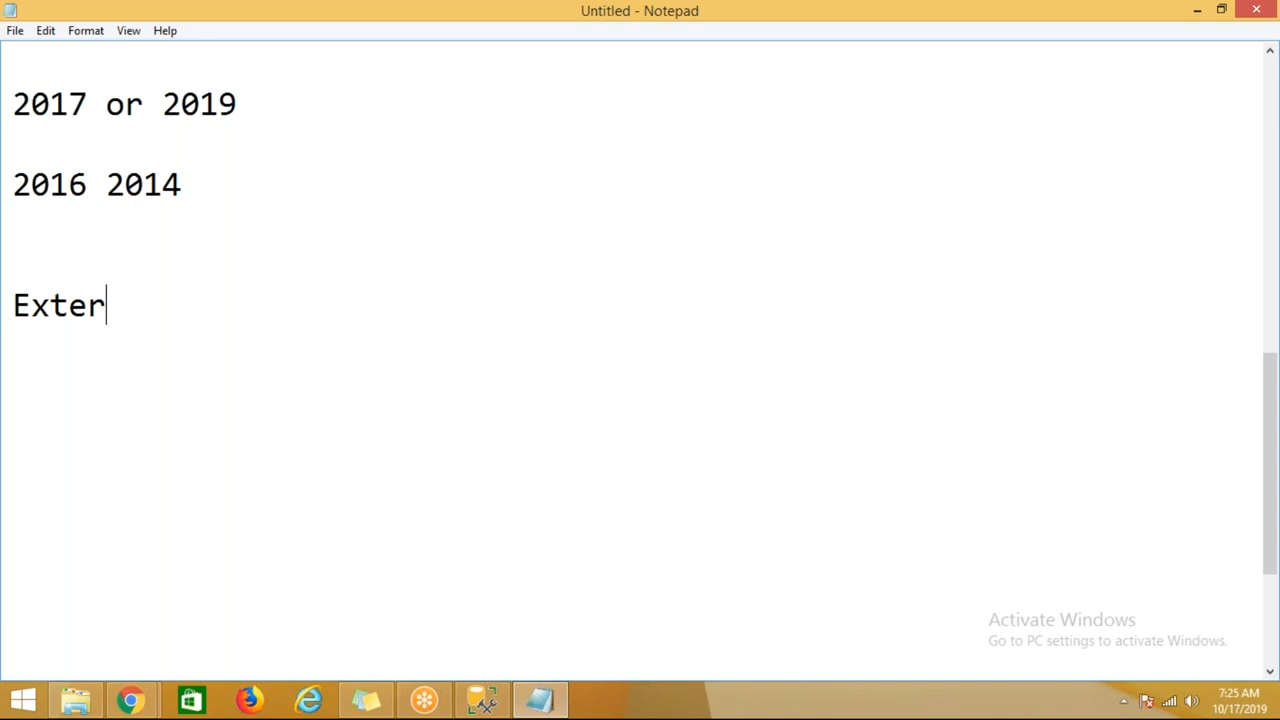 Untitled - Notepad
File Edit Format View Help
2017 or 2019
2016 2014
Exter
Activate Windows
Go to PC settings to activate Windows.
7:25 AM
10/17/2019